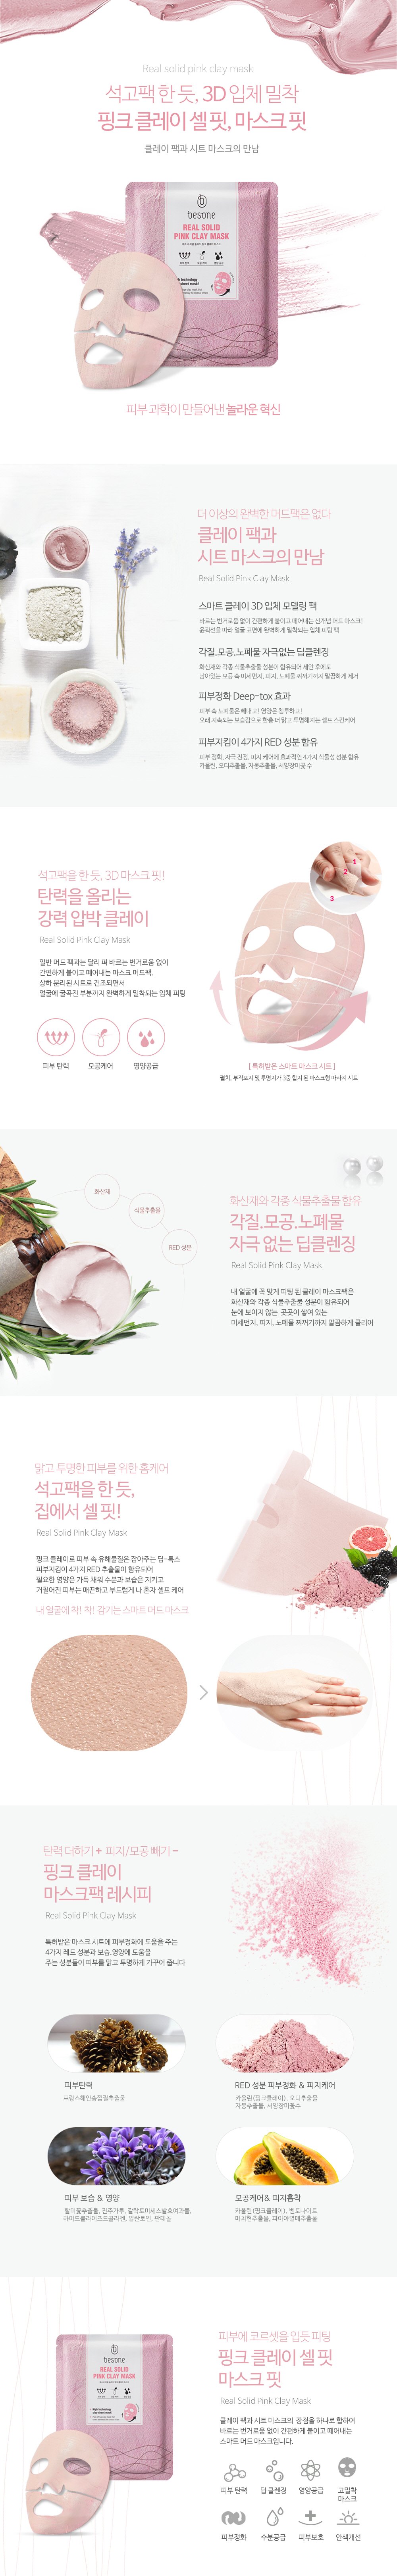 Real solid pink clay mask
석고팩 한 듯, 3D 입체 밀착
핑크 클레이 셀 핏, 마스크 핏
클레이 팩과 시트 마스크의 만남
besone
REAL SOLID
PINK CLAY MASK
피부 과학이 만들어낸 놀라운 혁신
더 이상의 완벽한 머드팩은 없다
클레이 팩과
시트 마스크의 만남
Real Solid Pink Clay Mask
스마트 클레이 3D 입체 모델링 팩
바르는 번거로움 없이 간편하게 붙이고 떼어내는 신개념 머드 마스크!
윤곽선을 따라 얼굴 표면에 완벽하게 밀착되는 입체 피팅 팩
각질.모공.노폐물 자극없는 딥클렌징
화산재와 각종 식물추출물 성분이 함유되어 세안 후에도
남아있는 모공 속 미세먼지, 피지, 노폐물 찌꺼기까지 말끔하게 제거
피부정화 Deep-tox 효과
피부 속 노폐물은 빼내고! 영양은 침투하고!
오래 지속되는 보습감으로 한층 더 맑고 투명해지는 셀프 스킨케어
피부지킴이 4가지 RED 성분 함유
피부 정화, 자극 진정, 피지 케어에 효과적인 4가지 식물성 성분 함유
카올린, 오디추출물, 자몽추출물, 서양장미꽃 수
석고팩을 한 듯, 3D 마스크 핏!
탄력을 올리는
강력 압박 클레이
Real Solid Pink Clay Mask
일반 머드 팩과는 달리 펴 바르는 번거로움 없이
간편하게 붙이고 떼어내는 마스크 머드팩.
상하 분리된 시트로 건조되면서
얼굴에 굴곡진 부분까지 완벽하게 밀착되는 입체 피팅
피부 탄력
모공케어
영양공급
1
2
3
[ 특허받은 스마트 마스크 시트 ]
펄지, 부직포지 및 투명지가 3중 합지 된 마스크형 마사지 시트
화산재
식물추출물
RED 성분
화산재와 각종 식물추출물 함유
각질.모공.노폐물
자극 없는 딥클렌징
Real Solid Pink Clay Mask
내 얼굴에 꼭 맞게 피팅 된 클레이 마스크팩은
화산재와 각종 식물추출물 성분이 함유되어
눈에 보이지 않는 곳곳이 쌓여 있는
미세먼지, 피지, 노폐물 찌꺼기까지 말끔하게 클리어
맑고 투명한 피부를 위한 홈케어
석고팩을 한 듯,
집에서 셀 핏!
Real Solid Pink Clay Mask
핑크 클레이로 피부 속 유해물질은 잡아주는 딥-톡스
피부지킴이 4가지 RED 추출물이 함유되어
필요한 영양은 가득 채워 수분과 보습은 지키고
거칠어진 피부는 매끈하고 부드럽게 나 혼자 셀프 케어
내 얼굴에 착! 착! 감기는 스마트 머드 마스크
탄력 더하기 + 피지/모공 빼기 -
핑크 클레이
마스크팩 레시피
Real Solid Pink Clay Mask
특허받은 마스크 시트에 피부정화에 도움을 주는
4가지 레드 성분과 보습.영양에 도움을
주는 성분들이 피부를 맑고 투명하게 가꾸어 줍니다
피부탄력
프랑스해안송껍질추출물
RED 성분 피부정화 & 피지케어
카올린(핑크클레이), 오디추출물
자몽추출물, 서양장미꽃수
피부 보습 & 영양
할미꽃추출물, 진주가루, 갈락토미세스발효여과물,
하이드롤라이즈드콜라겐, 알란토인, 판테놀
모공케어& 피지흡착
카올린(핑크클레이), 벤토나이트
마치현추출물, 파파야열매추출물
besone
REAL SOLID
PINK CLAY MASK
피부에 코르셋을 입듯 피팅
핑크 클레이 셀 핏
마스크 핏
Real Solid Pink Clay Mask
클레이 팩과 시트 마스크의 장점을 하나로 합하여
바르는 번거로움 없이 간편하게 붙이고 떼어내는
스마트 머드 마스크입니다.
피부 탄력
딥 클렌징
영양공급
고밀착
마스크
피부정화
수분공급
피부보호
안색개선